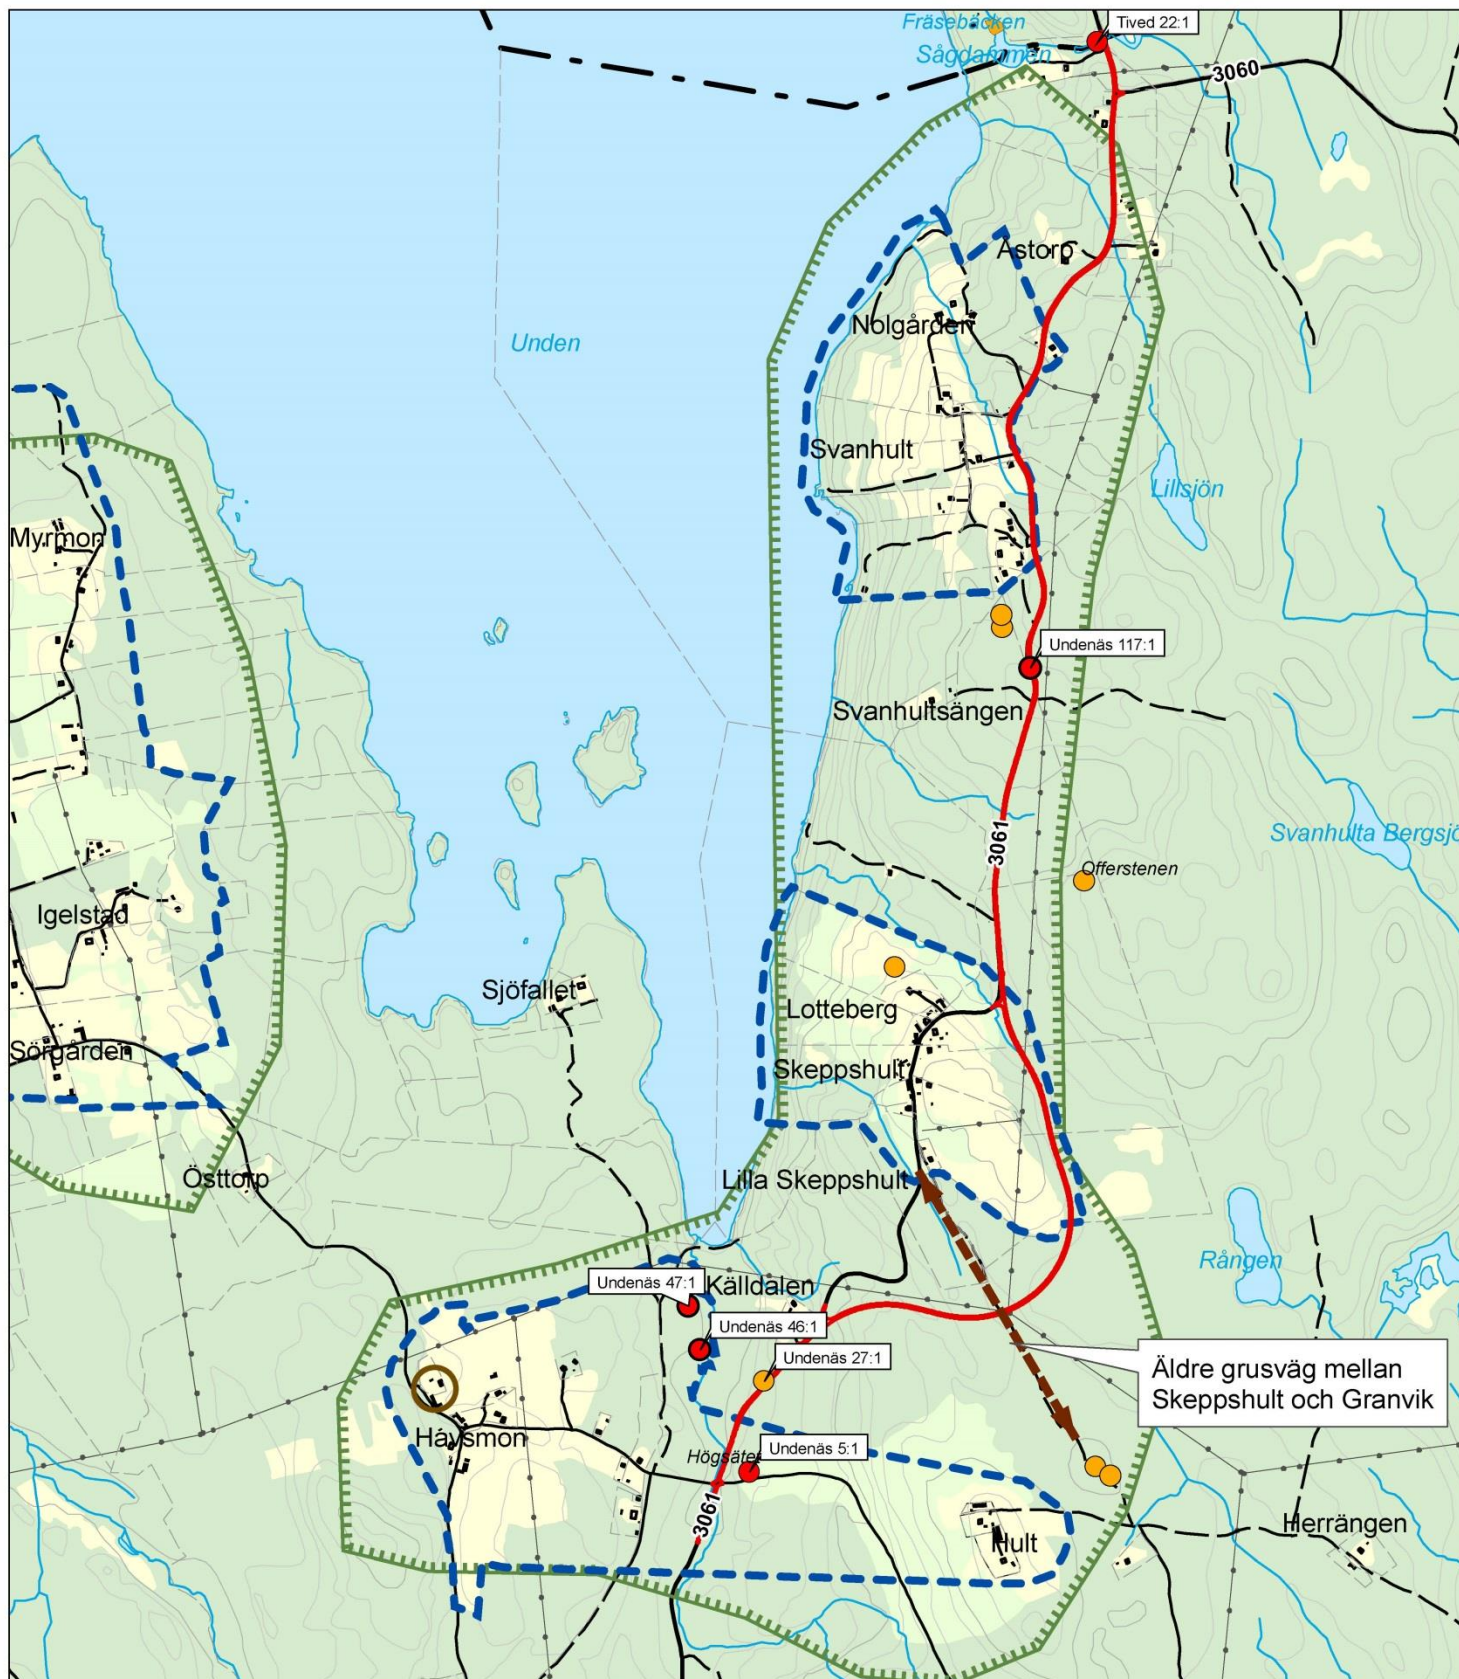 Fräsebäcken
Tived 22:1
Sågdammen
3060
Åstorp
Nolgården
Unden
Svanhult
Lillsjön
Myrmon
Undenäs 117:1
Svanhultsängen
3061
Svanhulta Bergsjö
Offerstenen
Igelstad
Sjöfallet
Lotteberg
Sörgården
Skeppshult
Östtorp
Lilla Skeppshult
Rången
Undenäs 47:1
Källdalen
Undenäs 46:1
Undenäs 27:1
Äldre grusväg mellan
Skeppshult och Granvik
Håvsmon
Högsätet
Undenäs 5:1
3061
Hult
Herrängen